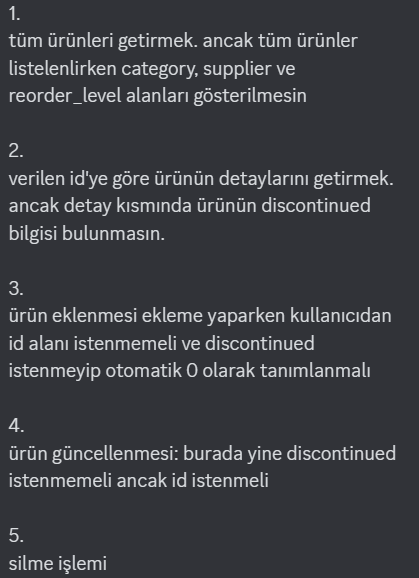 1.
tüm ürünleri getirmek. ancak tüm ürünler
listelenlirken category, supplier ve
reorder_level alanları gösterilmesin
2.
verilen id'ye göre ürünün detaylarını getirmek.
ancak detay kısmında ürünün discontinued
bilgisi bulunmasın.
3.
ürün eklenmesi ekleme yaparken kullanıcıdan
id alanı istenmemeli ve discontinued
istenmeyip otomatik 0 olarak tanımlanmalı
4.
ürün güncellenmesi: burada yine discontinued
istenmemeli ancak id istenmeli
5.
silme işlemi